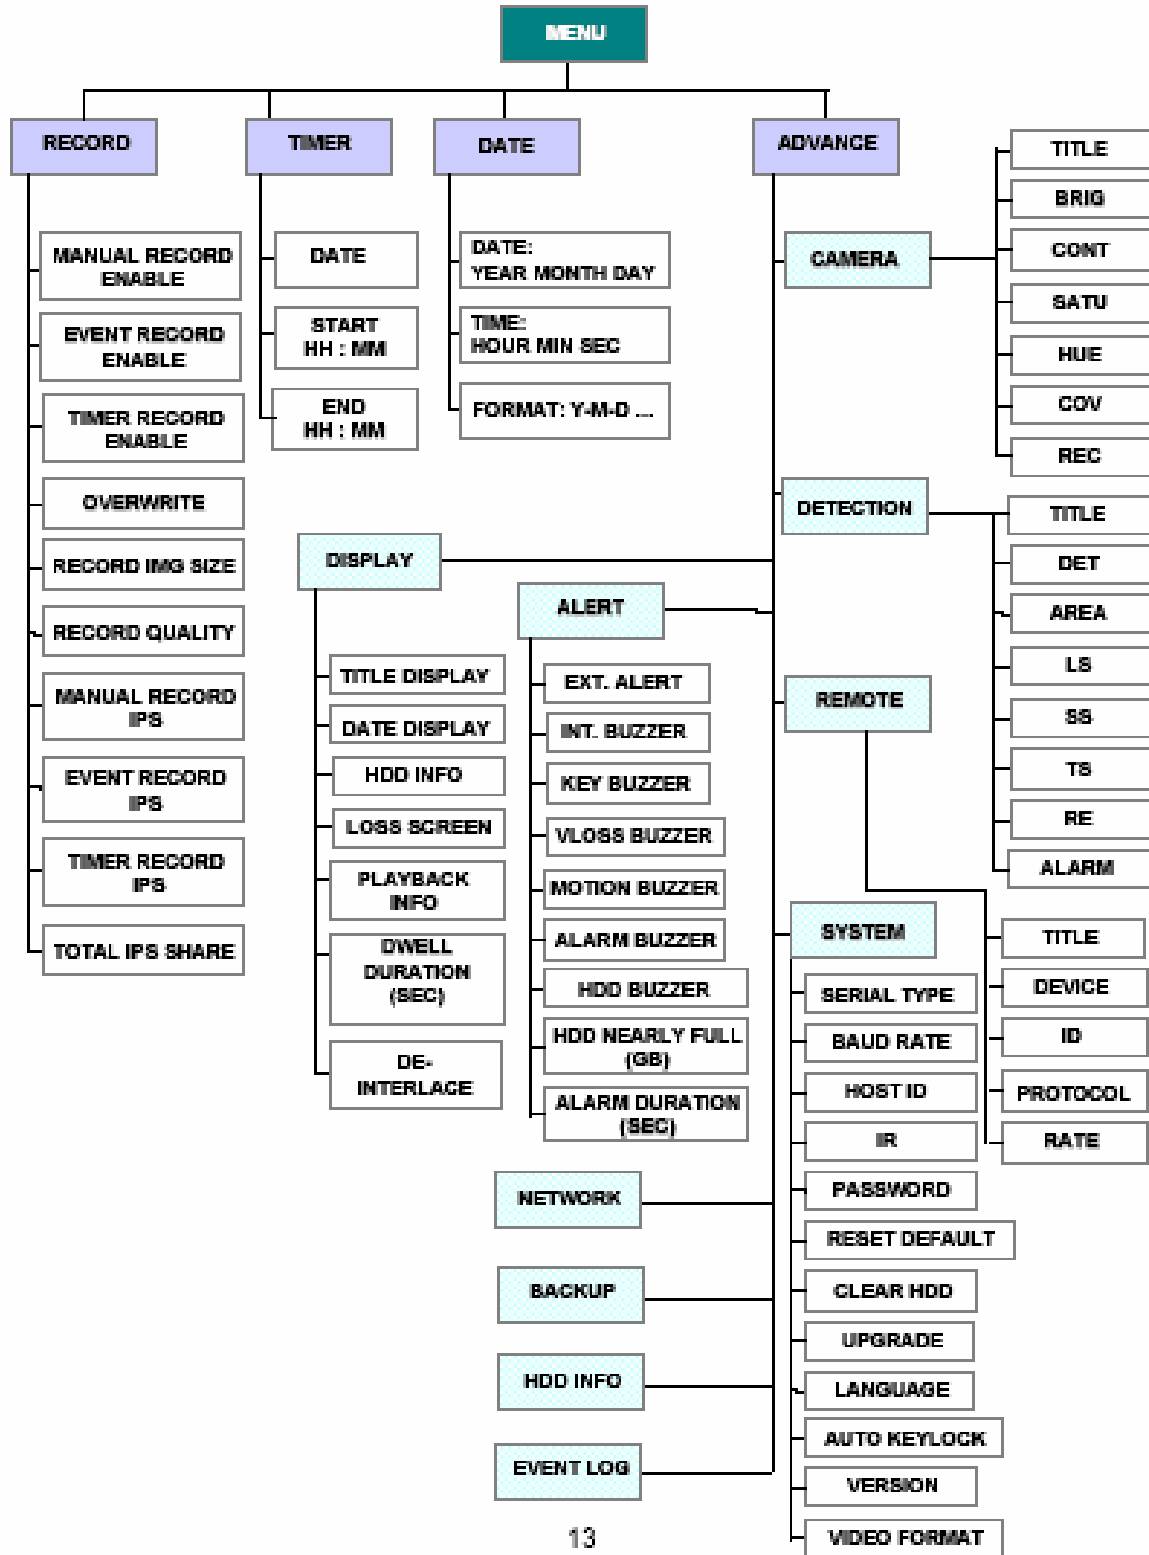 MENU
RECORD
TIMER
DATE
ADVANCE
MANUAL RECORD
ENABLE
EVENT RECORD
ENABLE
TIMER RECORD
ENABLE
OVERWRITE
RECORD IMG SIZE
RECORD QUALITY
MANUAL RECORD
IPS
EVENT RECORD
IPS
TIMER RECORD
IPS
TOTAL IPS SHARE
DATE
START
HH : MM
END
HH : MM
DATE:
YEAR MONTH DAY
TIME:
HOUR MIN SEC
FORMAT: Y-M-D ...
CAMERA
TITLE
BRIG
CONT
SATU
HUE
COV
REC
DETECTION
TITLE
DET
AREA
LS
SS
TS
RE
ALARM
DISPLAY
TITLE DISPLAY
DATE DISPLAY
HDD INFO
LOSS SCREEN
PLAYBACK
INFO
DWELL
DURATION
(SEC)
DE-
INTERLACE
ALERT
EXT. ALERT
INT. BUZZER
KEY BUZZER
VLOSS BUZZER
MOTION BUZZER
ALARM BUZZER
HDD BUZZER
HDD NEARLY FULL
(GB)
ALARM DURATION
(SEC)
REMOTE
TITLE
DEVICE
ID
PROTOCOL
RATE
SYSTEM
SERIAL TYPE
BAUD RATE
HOST ID
IR
PASSWORD
RESET DEFAULT
CLEAR HDD
UPGRADE
LANGUAGE
AUTO KEYLOCK
VERSION
VIDEO FORMAT
NETWORK
BACKUP
HDD INFO
EVENT LOG
13